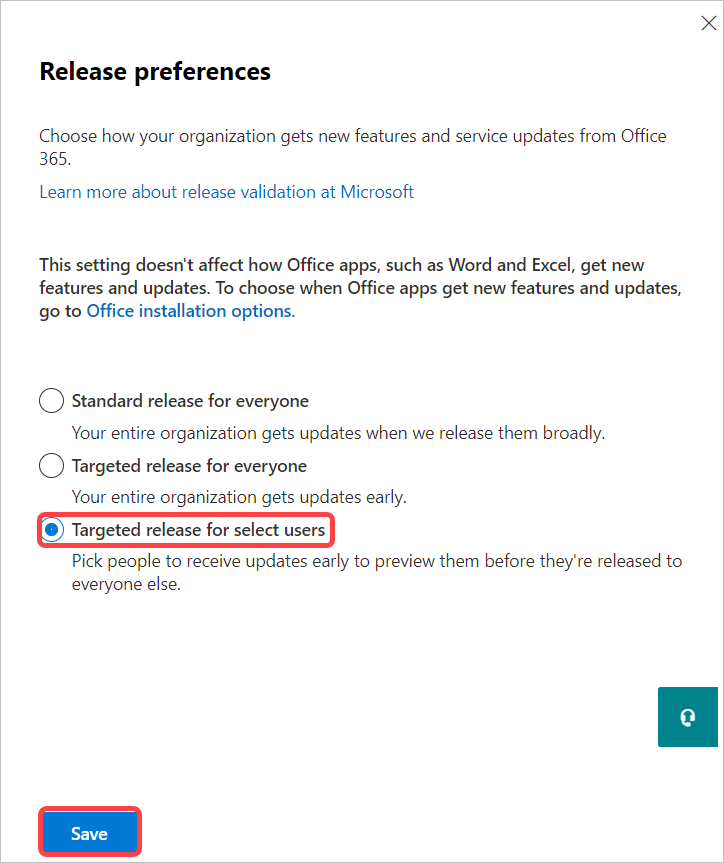 Release preferences
Choose how your organization gets new features and service updates from Office
365.
Learn more about release validation at Microsoft
This setting doesn't affect how Office apps, such as Word and Excel, get new
features and updates. To choose when Office apps get new features and updates,
go to Office installation options.
Standard release for everyone
Your entire organization gets updates when we release them broadly.
Targeted release for everyone
Your entire organization gets updates early.
Targeted release for select users
Pick people to receive updates early to preview them before they're released to
everyone else.
Save